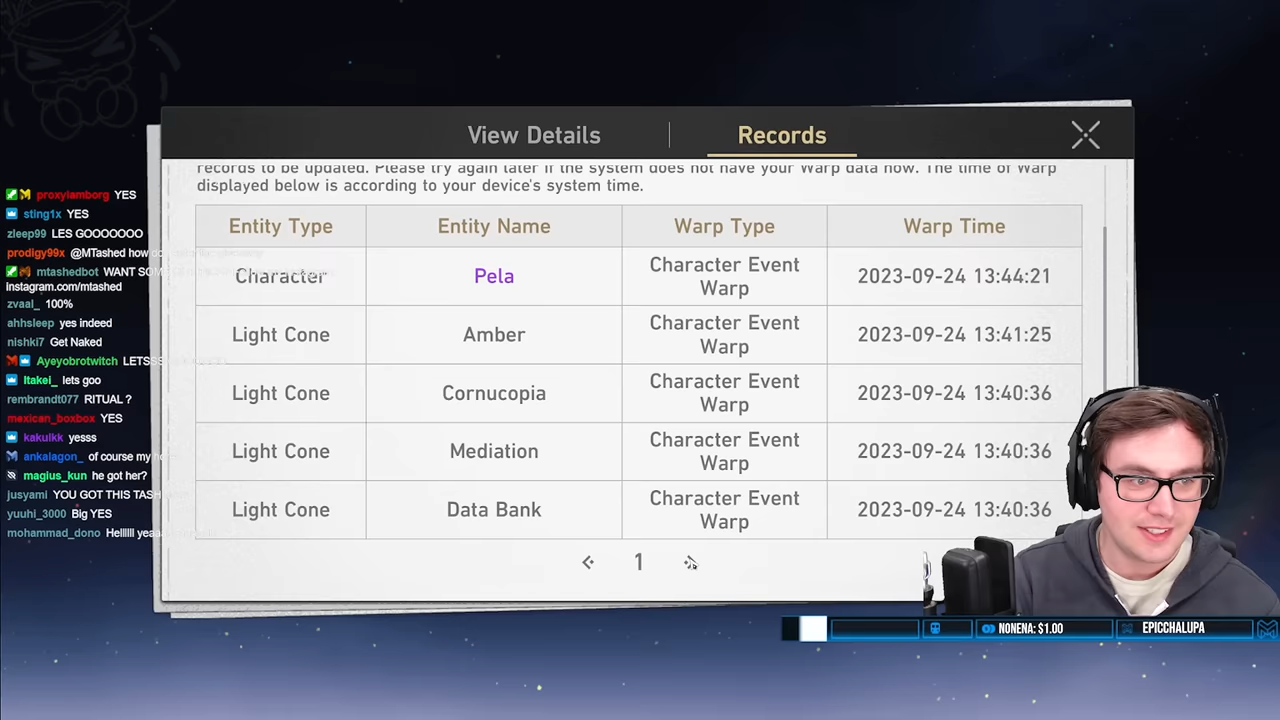 View Details
Records
records to be updated. Please try again later if the system does not have your Warp data now. The time of Warp
displayed below is according to your device's system time.
Entity Type Entity Name Warp Type Warp Time
Character Pela Character Event Warp 2023-09-24 13:44:21
Light Cone Amber Character Event Warp 2023-09-24 13:41:25
Light Cone Cornucopia Character Event Warp 2023-09-24 13:40:36
Light Cone Mediation Character Event Warp 2023-09-24 13:40:36
Light Cone Data Bank Character Event Warp 2023-09-24 13:40:36
1
proxylamborg YES
sting1x YES
zleep99 LES GOOOOOOO
prodigy99x @MTashed how do
mtashedbot WANT SOM
Instagram.com/mtashed
zvaal_ 100%
ahhsleep yes indeed
nishki7 Get Naked
Ayeyobrotwitch LETSS
Itakei_ lets goo
rembrandt077 RITUAL ?
mexican_boxbox YES
kakulkk yesss
ankalagon_ of course my
magius_kun he got her?
jusyami YOU GOT THIS TASH
yuuhi_3000 Big YES
mohammad_dono Hellllll yeaa
NONENA: $1.00
EPICCHALUPA